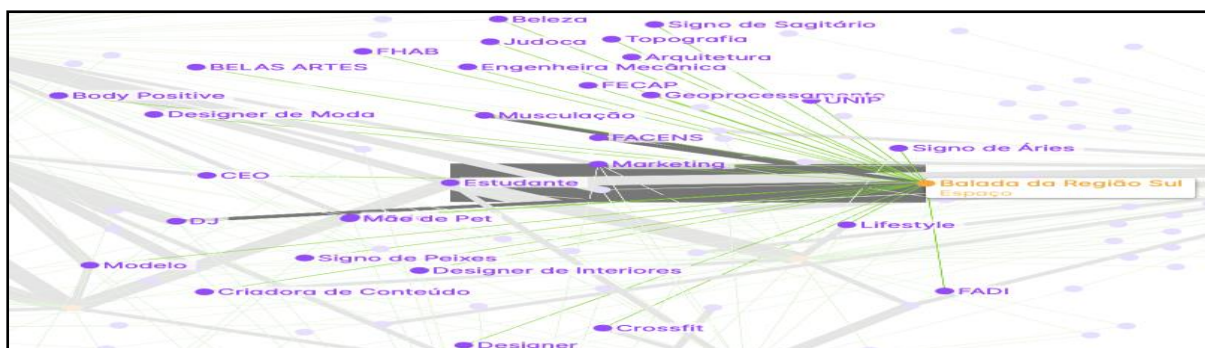 Beleza
Signo de Sagitário
Judoca
Topografia
FHAB
Arquitetura
BELAS ARTES
Engenheira Mecânica
FECAP
Body Positive
Geoprocessamento
UNIP
Designer de Moda
Musculação
FACENS
Signo de Áries
Marketing
CEO
Estudante
Balada da Região Sul
Espaço
DJ
Mãe de Pet
Lifestyle
Signo de Peixes
Modelo
Designer de Interiores
Criadora de Conteúdo
FADI
Crossfit
Designer